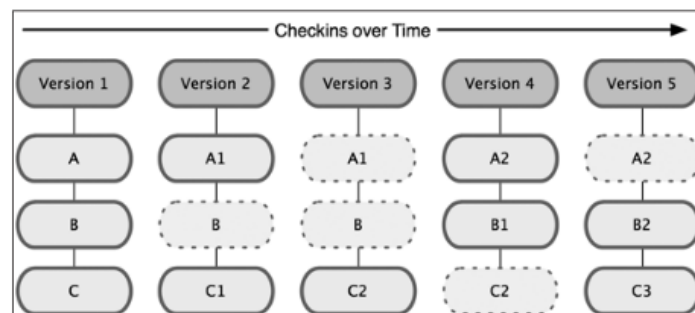 Checkins over Time
Version 1 Version 2 Version 3 Version 4 Version 5
A A1 A1 A2 A2
B B B B1 B2
C C1 C2 C2 C3